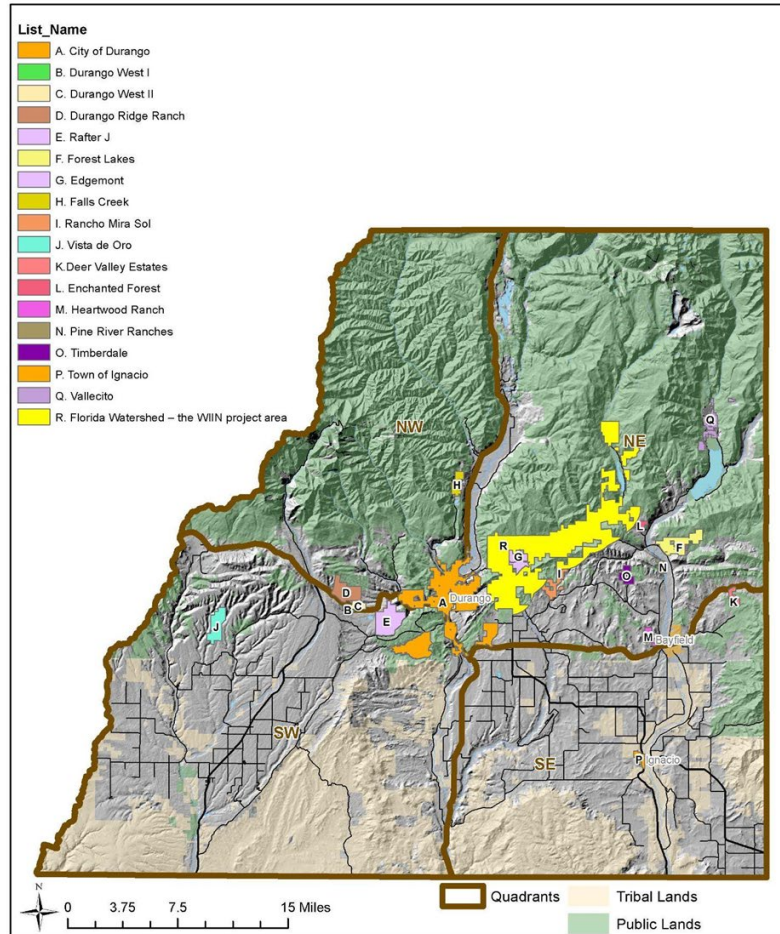 List_Name
A. City of Durango
B. Durango West I
C. Durango West II
D. Durango Ridge Ranch
E. Rafter J
F. Forest Lakes
G. Edgemont
H. Falls Creek
I. Rancho Mira Sol
J. Vista de Oro
K.Deer Valley Estates
L. Enchanted Forest
M. Heartwood Ranch
N. Pine River Ranches
O. Timberdale
P. Town of Ignacio
Q. Vallecito
R. Florida Watershed – the WIIN project area
Q
NW
NE
H
L
R
F
G
N
I
O
D
A
Durango
K
B
C
E
J
M
Bayfield
SW
SE
P
Ignacio
N
0 3.75 7.5 15 Miles
Quadrants
Tribal Lands
Public Lands